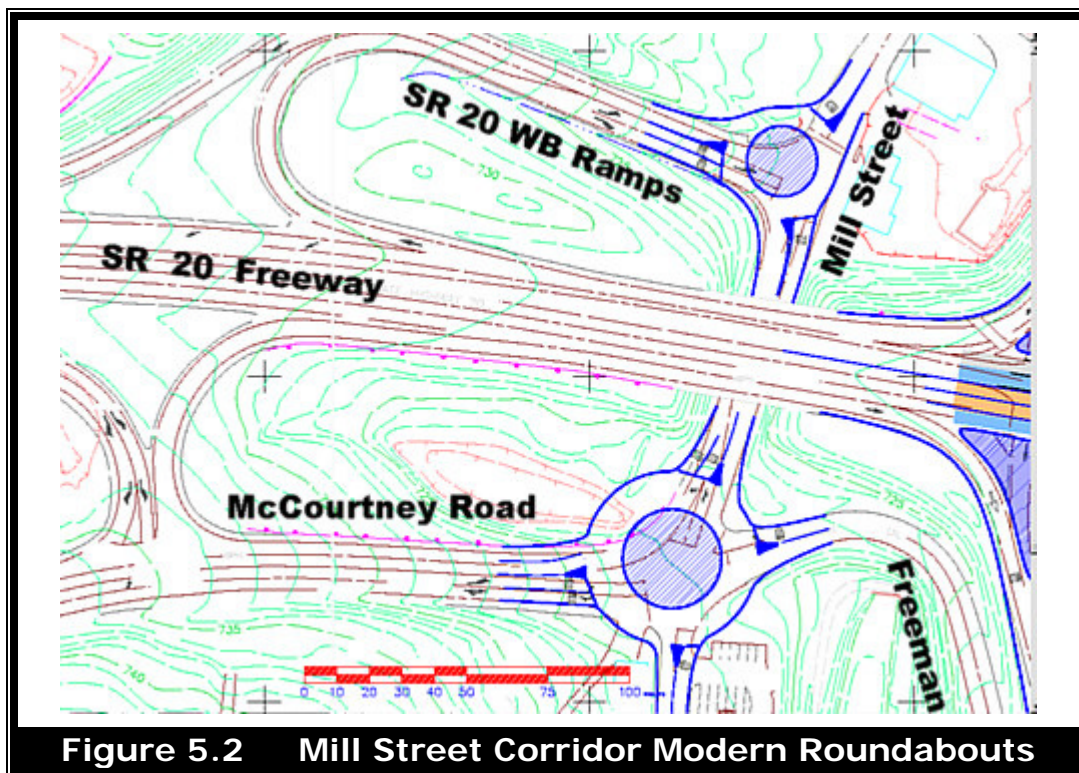 SR 20 WB Ramps
Mill Street
730
SR 20 Freeway
McCourtney Road
725
Freeman
735
740
0 10 20 30 40 50 75 100
Figure 5.2 Mill Street Corridor Modern Roundabouts